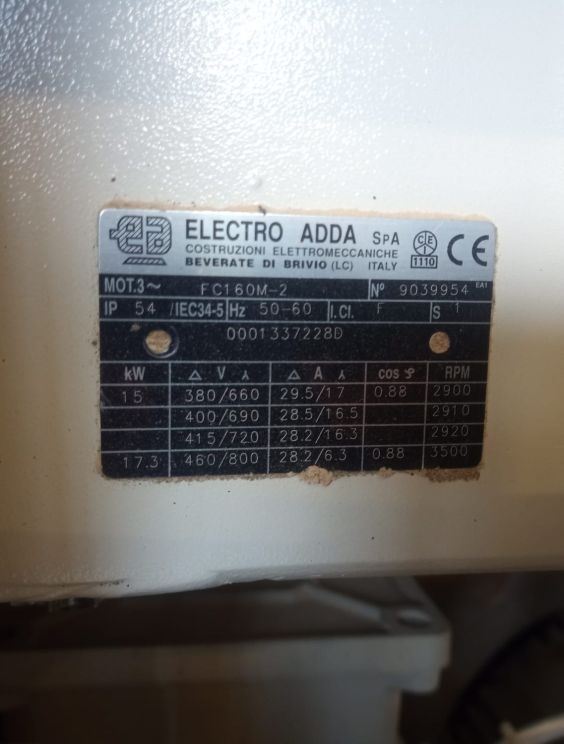 ELECTRO ADDA SPA
COSTRUZIONI ELETTROMECCANICHE
BEVERATE DI BRIVIO (LC) ITALY
CE 1110
CE
MOT.3~ FC160M-2 Nº 9039954 EA1
IP 54 /IEC34-5 Hz 50-60 I.Cl. F S 1
0001337228D
kW Δ V ⅄ Δ A ⅄ cos φ RPM
15 380/660 29.5/17 0.88 2900
400/690 28.5/16.5 2910
415/720 28.2/16.3 2920
17.3 460/800 28.2/6.3 0.88 3500